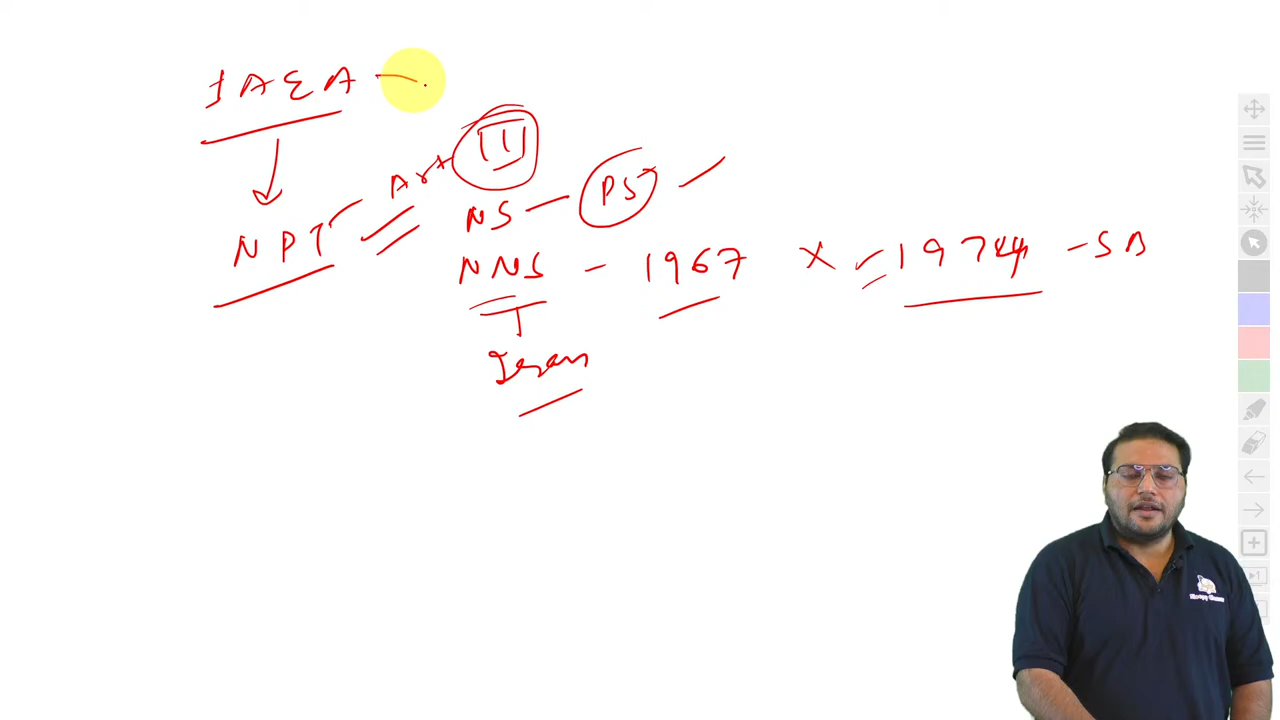 IAEA —
NPT Art III
NS — PS
NNS — 1967 × = 1974 - SB
Iran